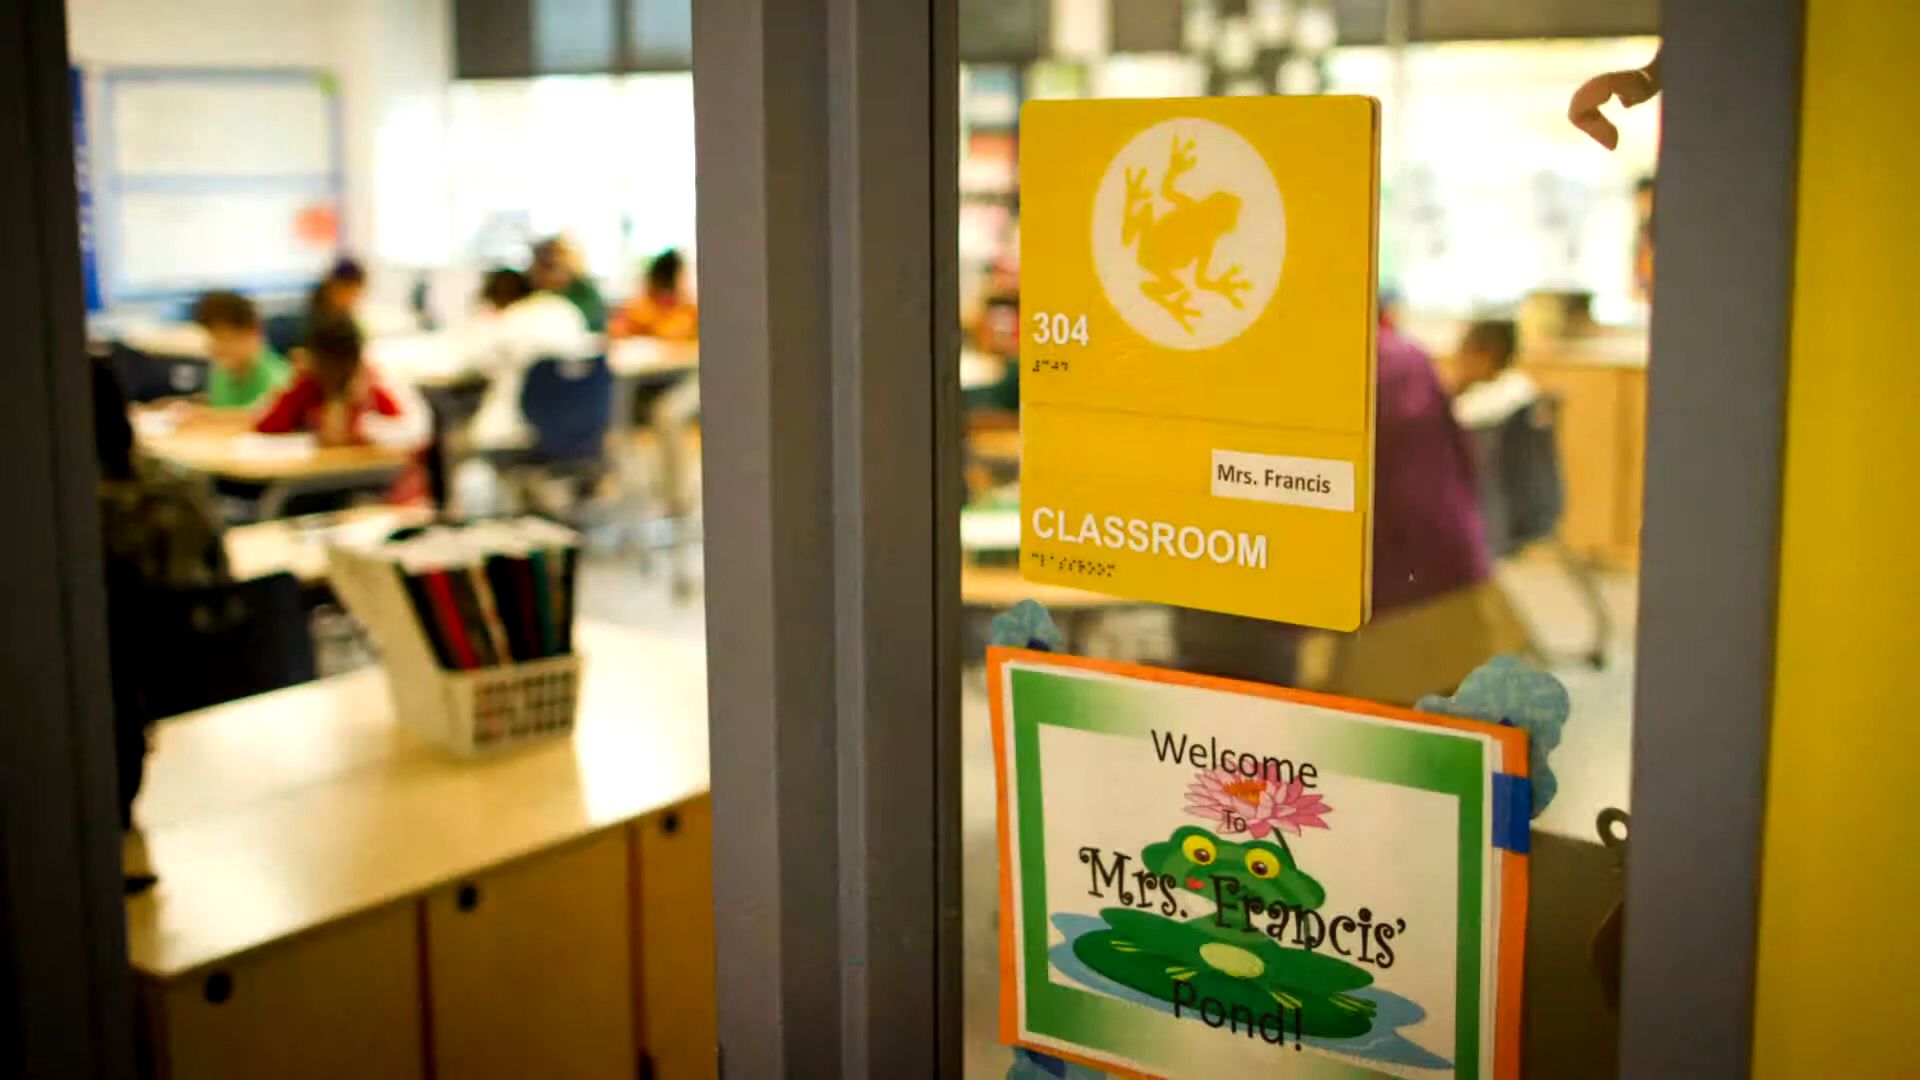 304
Mrs. Francis
CLASSROOM
Welcome
To
Mrs. Francis'
Pond!